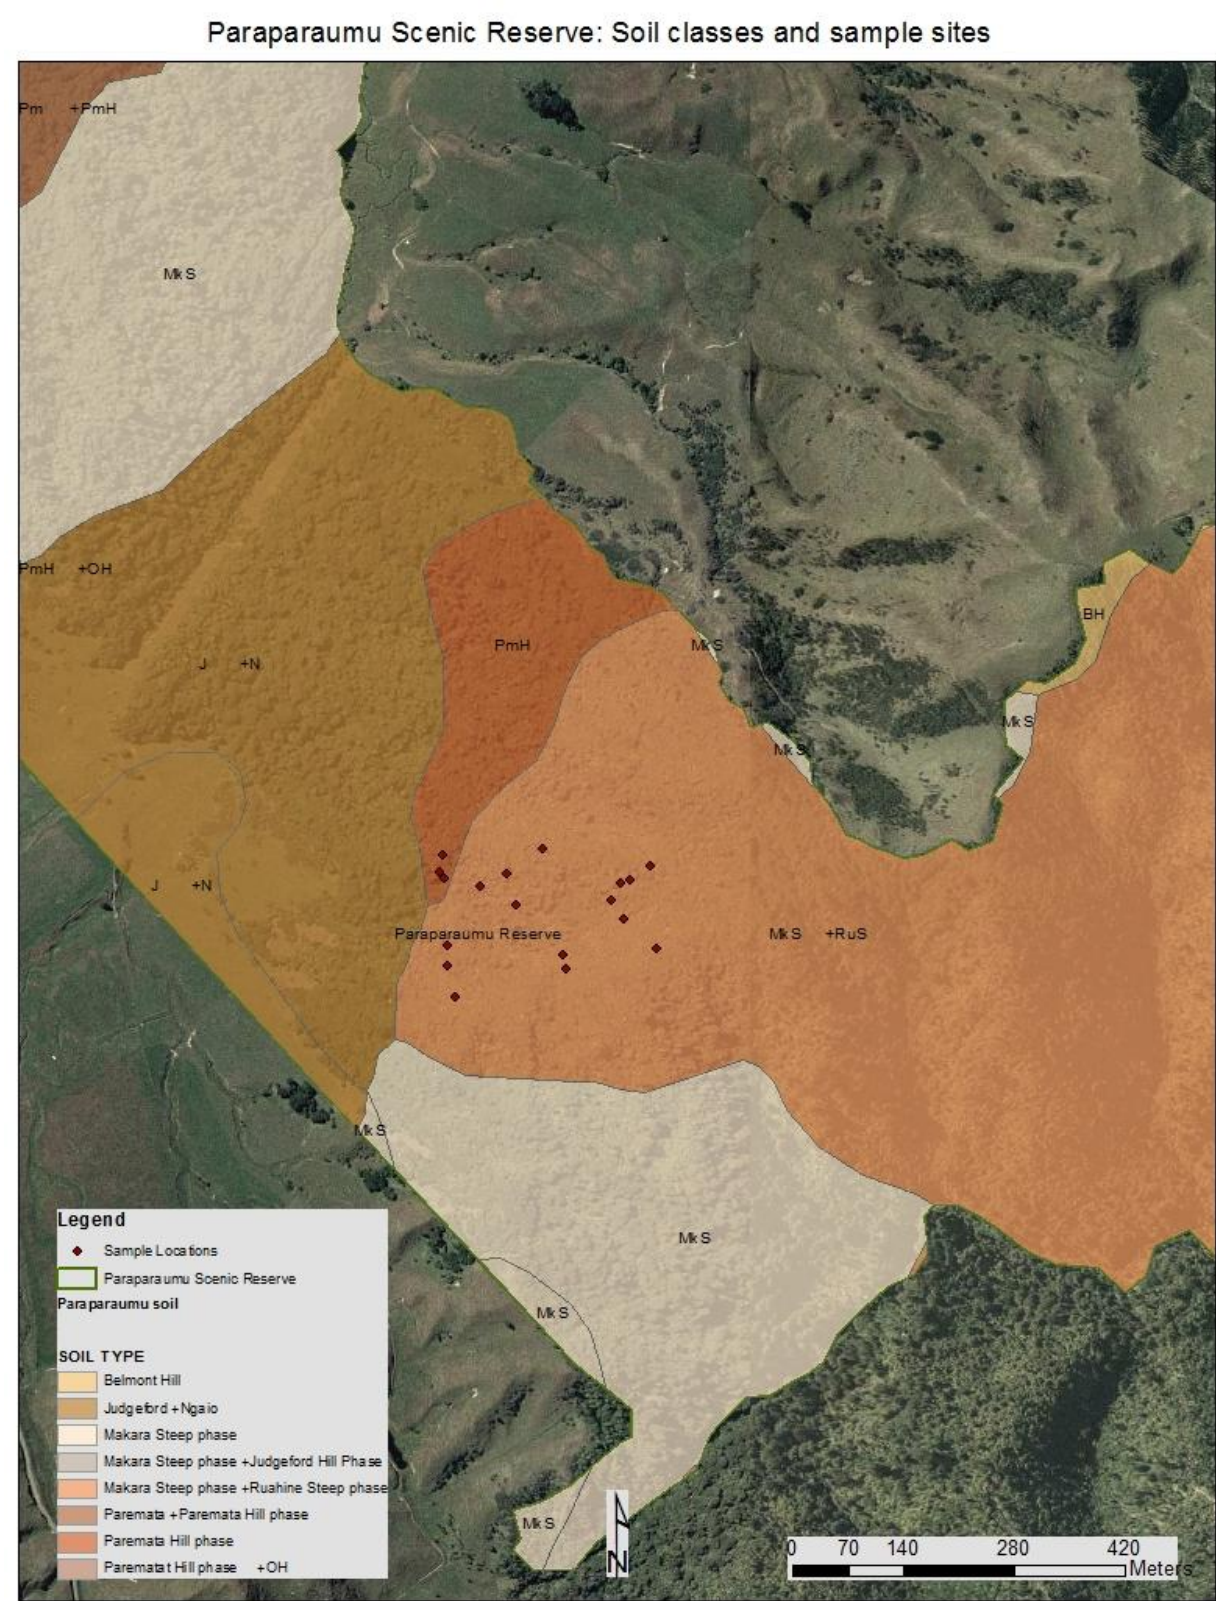 Paraparaumu Scenic Reserve: Soil classes and sample sites
Pm +PmH
MkS
PmH +OH
J +N
PmH
MkS
BH
MkS
MkS
J +N
Paraparaumu Reserve
MkS +RuS
MkS
MkS
MkS
MkS
Legend
Sample Locations
Paraparaumu Scenic Reserve
Paraparaumu soil
SOIL TYPE
Belmont Hill
Judgeford +Ngaio
Makara Steep phase
Makara Steep phase +Judgeford Hill Phase
Makara Steep phase +Ruahine Steep phase
Paremata +Paremata Hill phase
Paremata Hill phase
Parematat Hill phase +OH
N
0 70 140 280 420
Meters